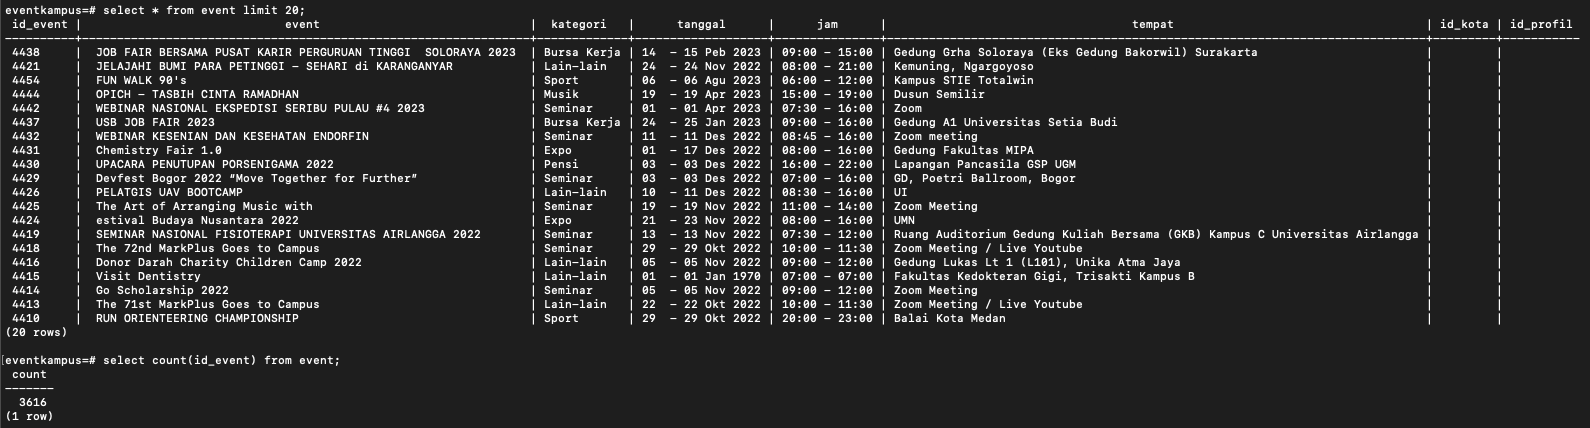 eventkampus=# select * from event limit 20;
id_event | event | kategori | tanggal | jam | tempat | id_kota | id_profil
4438 | JOB FAIR BERSAMA PUSAT KARIR PERGURUAN TINGGI SOLORAYA 2023 | Bursa Kerja | 14 - 15 Peb 2023 | 09:00 - 15:00 | Gedung Grha Soloraya (Eks Gedung Bakorwil) Surakarta | |
4421 | JELAJAHI BUMI PARA PETINGGI - SEHARI di KARANGANYAR | Lain-lain | 24 - 24 Nov 2022 | 08:00 - 21:00 | Kemuning, Ngargoyoso | |
4454 | FUN WALK 90's | Sport | 06 - 06 Agu 2023 | 06:00 - 12:00 | Kampus STIE Totalwin | |
4444 | OPICH - TASBIH CINTA RAMADHAN | Musik | 19 - 19 Apr 2023 | 15:00 - 19:00 | Dusun Semilir | |
4442 | WEBINAR NASIONAL EKSPEDISI SERIBU PULAU #4 2023 | Seminar | 01 - 01 Apr 2023 | 07:30 - 16:00 | Zoom | |
4437 | USB JOB FAIR 2023 | Bursa Kerja | 24 - 25 Jan 2023 | 09:00 - 16:00 | Gedung A1 Universitas Setia Budi | |
4432 | WEBINAR KESENIAN DAN KESEHATAN ENDORFIN | Seminar | 11 - 11 Des 2022 | 08:45 - 16:00 | Zoom meeting | |
4431 | Chemistry Fair 1.0 | Expo | 01 - 17 Des 2022 | 08:00 - 16:00 | Gedung Fakultas MIPA | |
4430 | UPACARA PENUTUPAN PORSENIGAMA 2022 | Pensi | 03 - 03 Des 2022 | 16:00 - 22:00 | Lapangan Pancasila GSP UGM | |
4429 | Devfest Bogor 2022 “Move Together for Further” | Seminar | 03 - 03 Des 2022 | 07:00 - 16:00 | GD, Poetri Ballroom, Bogor | |
4426 | PELATGIS UAV BOOTCAMP | Lain-lain | 10 - 11 Des 2022 | 08:30 - 16:00 | UI | |
4425 | The Art of Arranging Music with | Seminar | 19 - 19 Nov 2022 | 11:00 - 14:00 | Zoom Meeting | |
4424 | estival Budaya Nusantara 2022 | Expo | 21 - 23 Nov 2022 | 08:00 - 16:00 | UMN | |
4419 | SEMINAR NASIONAL FISIOTERAPI UNIVERSITAS AIRLANGGA 2022 | Seminar | 13 - 13 Nov 2022 | 07:30 - 12:00 | Ruang Auditorium Gedung Kuliah Bersama (GKB) Kampus C Universitas Airlangga | |
4418 | The 72nd MarkPlus Goes to Campus | Seminar | 29 - 29 Okt 2022 | 10:00 - 11:30 | Zoom Meeting / Live Youtube | |
4416 | Donor Darah Charity Children Camp 2022 | Lain-lain | 05 - 05 Nov 2022 | 09:00 - 12:00 | Gedung Lukas Lt 1 (L101), Unika Atma Jaya | |
4415 | Visit Dentistry | Lain-lain | 01 - 01 Jan 1970 | 07:00 - 07:00 | Fakultas Kedokteran Gigi, Trisakti Kampus B | |
4414 | Go Scholarship 2022 | Seminar | 05 - 05 Nov 2022 | 09:00 - 12:00 | Zoom Meeting | |
4413 | The 71st MarkPlus Goes to Campus | Lain-lain | 22 - 22 Okt 2022 | 10:00 - 11:30 | Zoom Meeting / Live Youtube | |
4410 | RUN ORIENTEERING CHAMPIONSHIP | Sport | 29 - 29 Okt 2022 | 20:00 - 23:00 | Balai Kota Medan | |
(20 rows)
[eventkampus=# select count(id_event) from event;
count
-------
3616
(1 row)